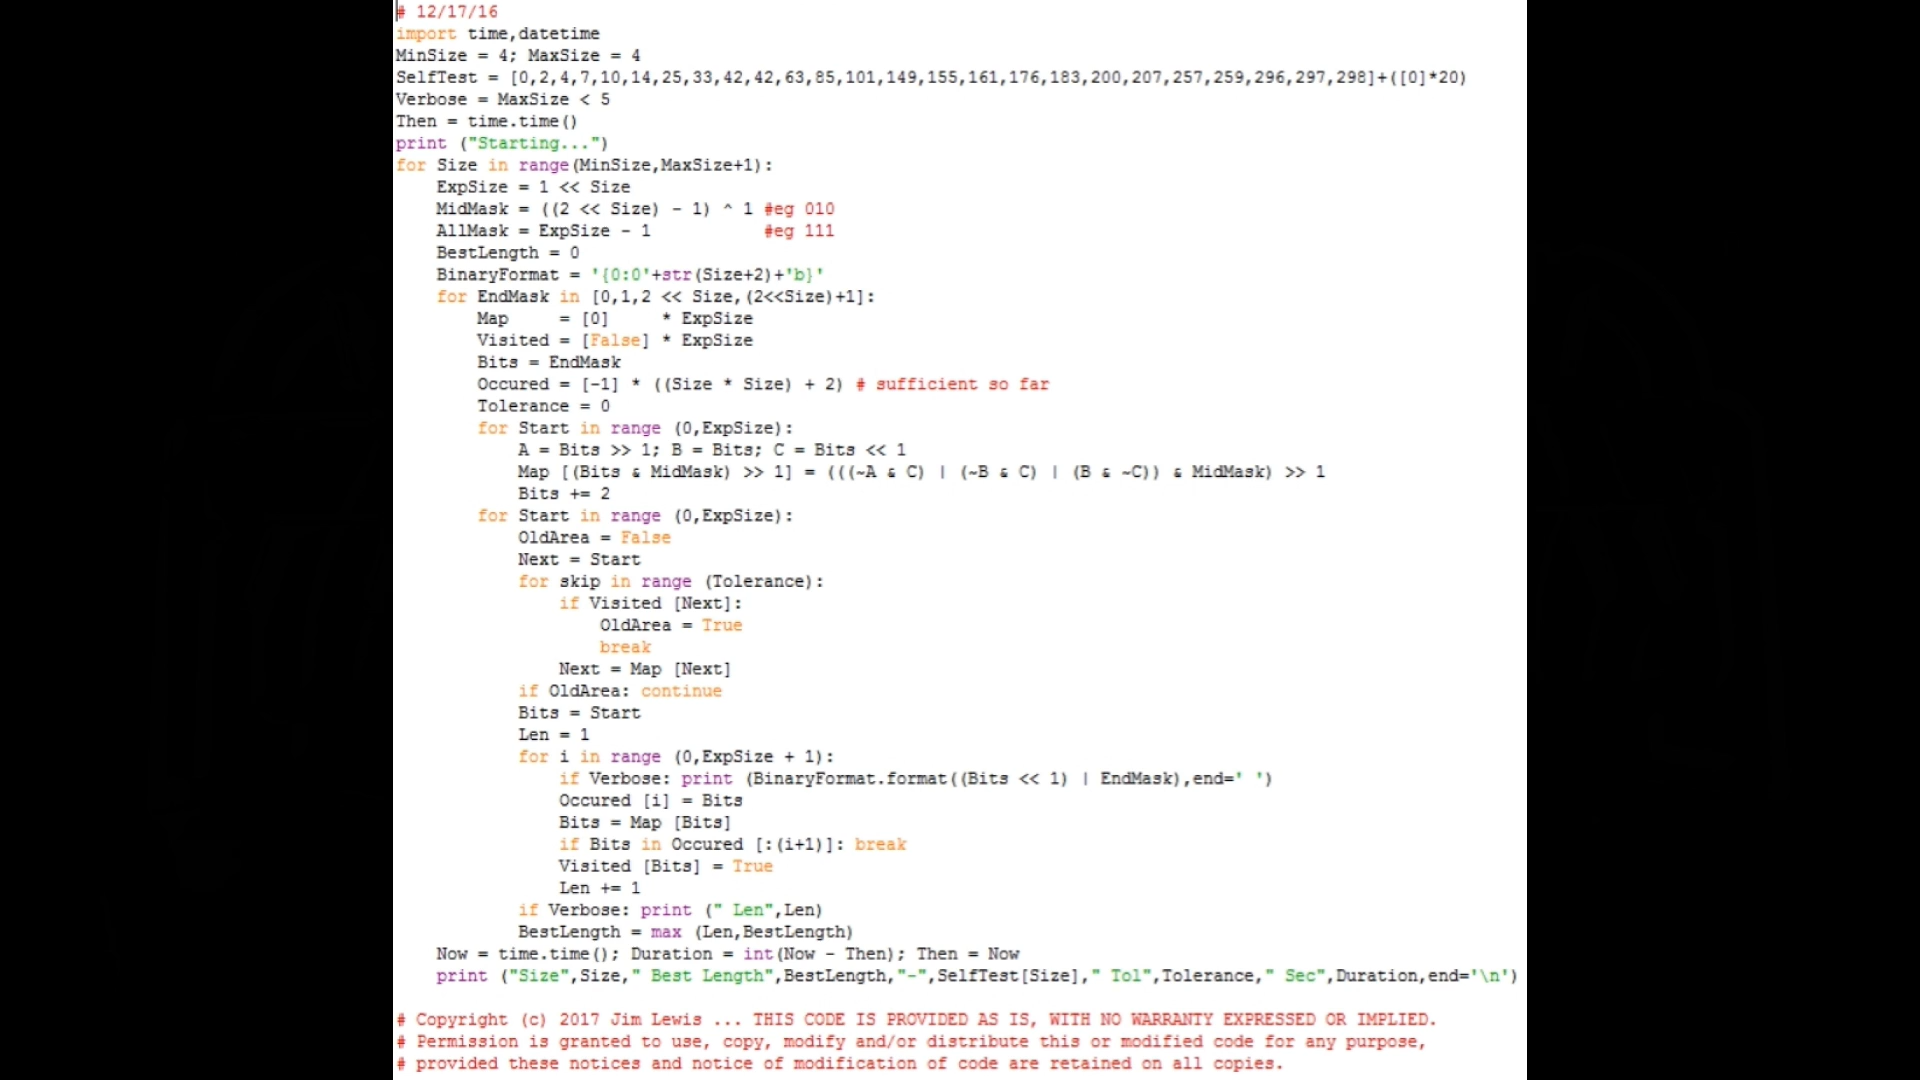 # 12/17/16
import time,datetime
MinSize = 4; MaxSize = 4
SelfTest = [0,2,4,7,10,14,25,33,42,42,63,85,101,149,155,161,176,183,200,207,257,259,296,297,298]+([0]*20)
Verbose = MaxSize < 5
Then = time.time()
print ("Starting...")
for Size in range(MinSize,MaxSize+1):
    ExpSize = 1 << Size
    MidMask = ((2 << Size) - 1) ^ 1 #eg 010
    AllMask = ExpSize - 1           #eg 111
    BestLength = 0
    BinaryFormat = '{0:0'+str(Size+2)+'b}'
    for EndMask in [0,1,2 << Size,(2<<Size)+1]:
        Map     = [0]     * ExpSize
        Visited = [False] * ExpSize
        Bits = EndMask
        Occured = [-1] * ((Size * Size) + 2) # sufficient so far
        Tolerance = 0
        for Start in range (0,ExpSize):
            A = Bits >> 1; B = Bits; C = Bits << 1
            Map [(Bits & MidMask) >> 1] = (((~A & C) | (~B & C) | (B & ~C)) & MidMask) >> 1
            Bits += 2
        for Start in range (0,ExpSize):
            OldArea = False
            Next = Start
            for skip in range (Tolerance):
                if Visited [Next]:
                    OldArea = True
                    break
                Next = Map [Next]
            if OldArea: continue
            Bits = Start
            Len = 1
            for i in range (0,ExpSize + 1):
                if Verbose: print (BinaryFormat.format((Bits << 1) | EndMask),end=' ')
                Occured [i] = Bits
                Bits = Map [Bits]
                if Bits in Occured [:(i+1)]: break
                Visited [Bits] = True
                Len += 1
            if Verbose: print (" Len",Len)
            BestLength = max (Len,BestLength)
    Now = time.time(); Duration = int(Now - Then); Then = Now
    print ("Size",Size," Best Length",BestLength,"-",SelfTest[Size]," Tol",Tolerance," Sec",Duration,end='\n')
# Copyright (c) 2017 Jim Lewis ... THIS CODE IS PROVIDED AS IS, WITH NO WARRANTY EXPRESSED OR IMPLIED.
# Permission is granted to use, copy, modify and/or distribute this or modified code for any purpose,
# provided these notices and notice of modification of code are retained on all copies.